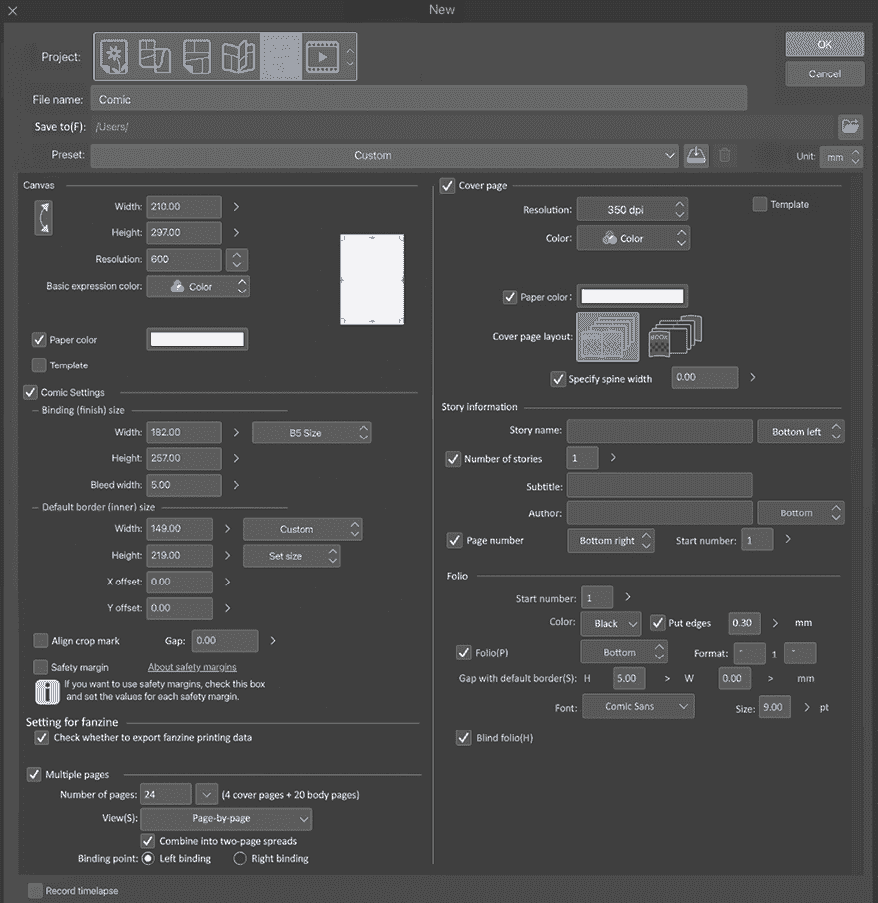 New
Project:
OK
Cancel
File name: Comic
Save to(F): /Users/
Preset: Custom Unit: mm
Canvas
Width: 210.00
Height: 297.00
Resolution: 600
Basic expression color: Color
Paper color
Template
Comic Settings
Binding (finish) size
Width: 182.00 B5 Size
Height: 257.00
Bleed width: 5.00
Default border (inner) size
Width: 149.00 Custom
Height: 219.00 Set size
X offset: 0.00
Y offset: 0.00
Align crop mark Gap: 0.00
Safety margin About safety margins
If you want to use safety margins, check this box
and set the values for each safety margin.
Setting for fanzine
Check whether to export fanzine printing data
Multiple pages
Number of pages: 24 (4 cover pages + 20 body pages)
View(S): Page-by-page
Combine into two-page spreads
Binding point: Left binding Right binding
Record timelapse
Cover page
Resolution: 350 dpi Template
Color: Color
Paper color:
Cover page layout:
Specify spine width 0.00
Story information
Story name: Bottom left
Number of stories 1
Subtitle:
Author: Bottom
Page number Bottom right Start number: 1
Folio
Start number: 1
Color: Black Put edges 0.30 mm
Folio(P) Bottom Format: - 1 -
Gap with default border(S): H 5.00 W 0.00 mm
Font: Comic Sans Size: 9.00 pt
Blind folio(H)